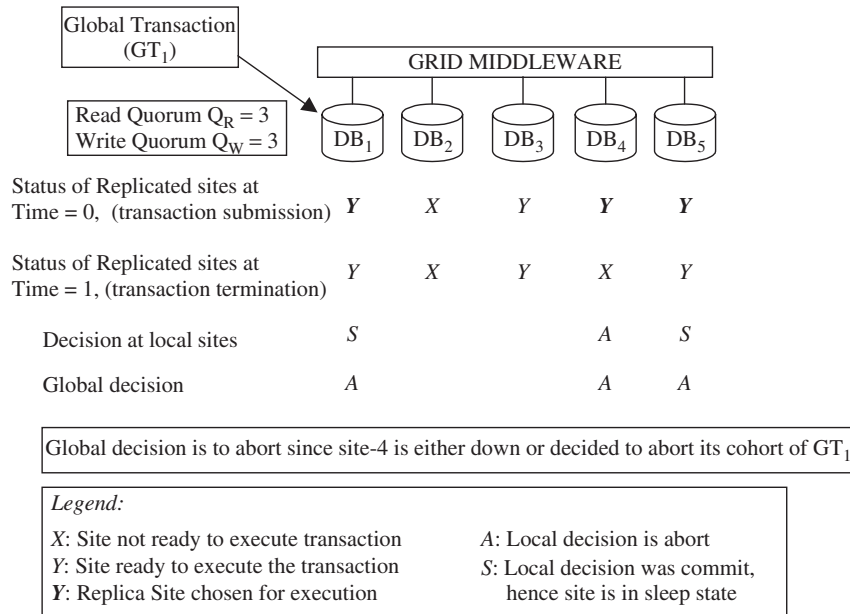 Global Transaction
(GT₁)
GRID MIDDLEWARE
Read Quorum Q_R = 3
Write Quorum Q_W = 3
DB₁ DB₂ DB₃ DB₄ DB₅
Status of Replicated sites at
Time = 0, (transaction submission) Y X Y Y Y
Status of Replicated sites at
Time = 1, (transaction termination) Y X Y X Y
Decision at local sites S A S
Global decision A A A
Global decision is to abort since site-4 is either down or decided to abort its cohort of GT₁
Legend:
X: Site not ready to execute transaction
Y: Site ready to execute the transaction
Y: Replica Site chosen for execution
A: Local decision is abort
S: Local decision was commit,
hence site is in sleep state